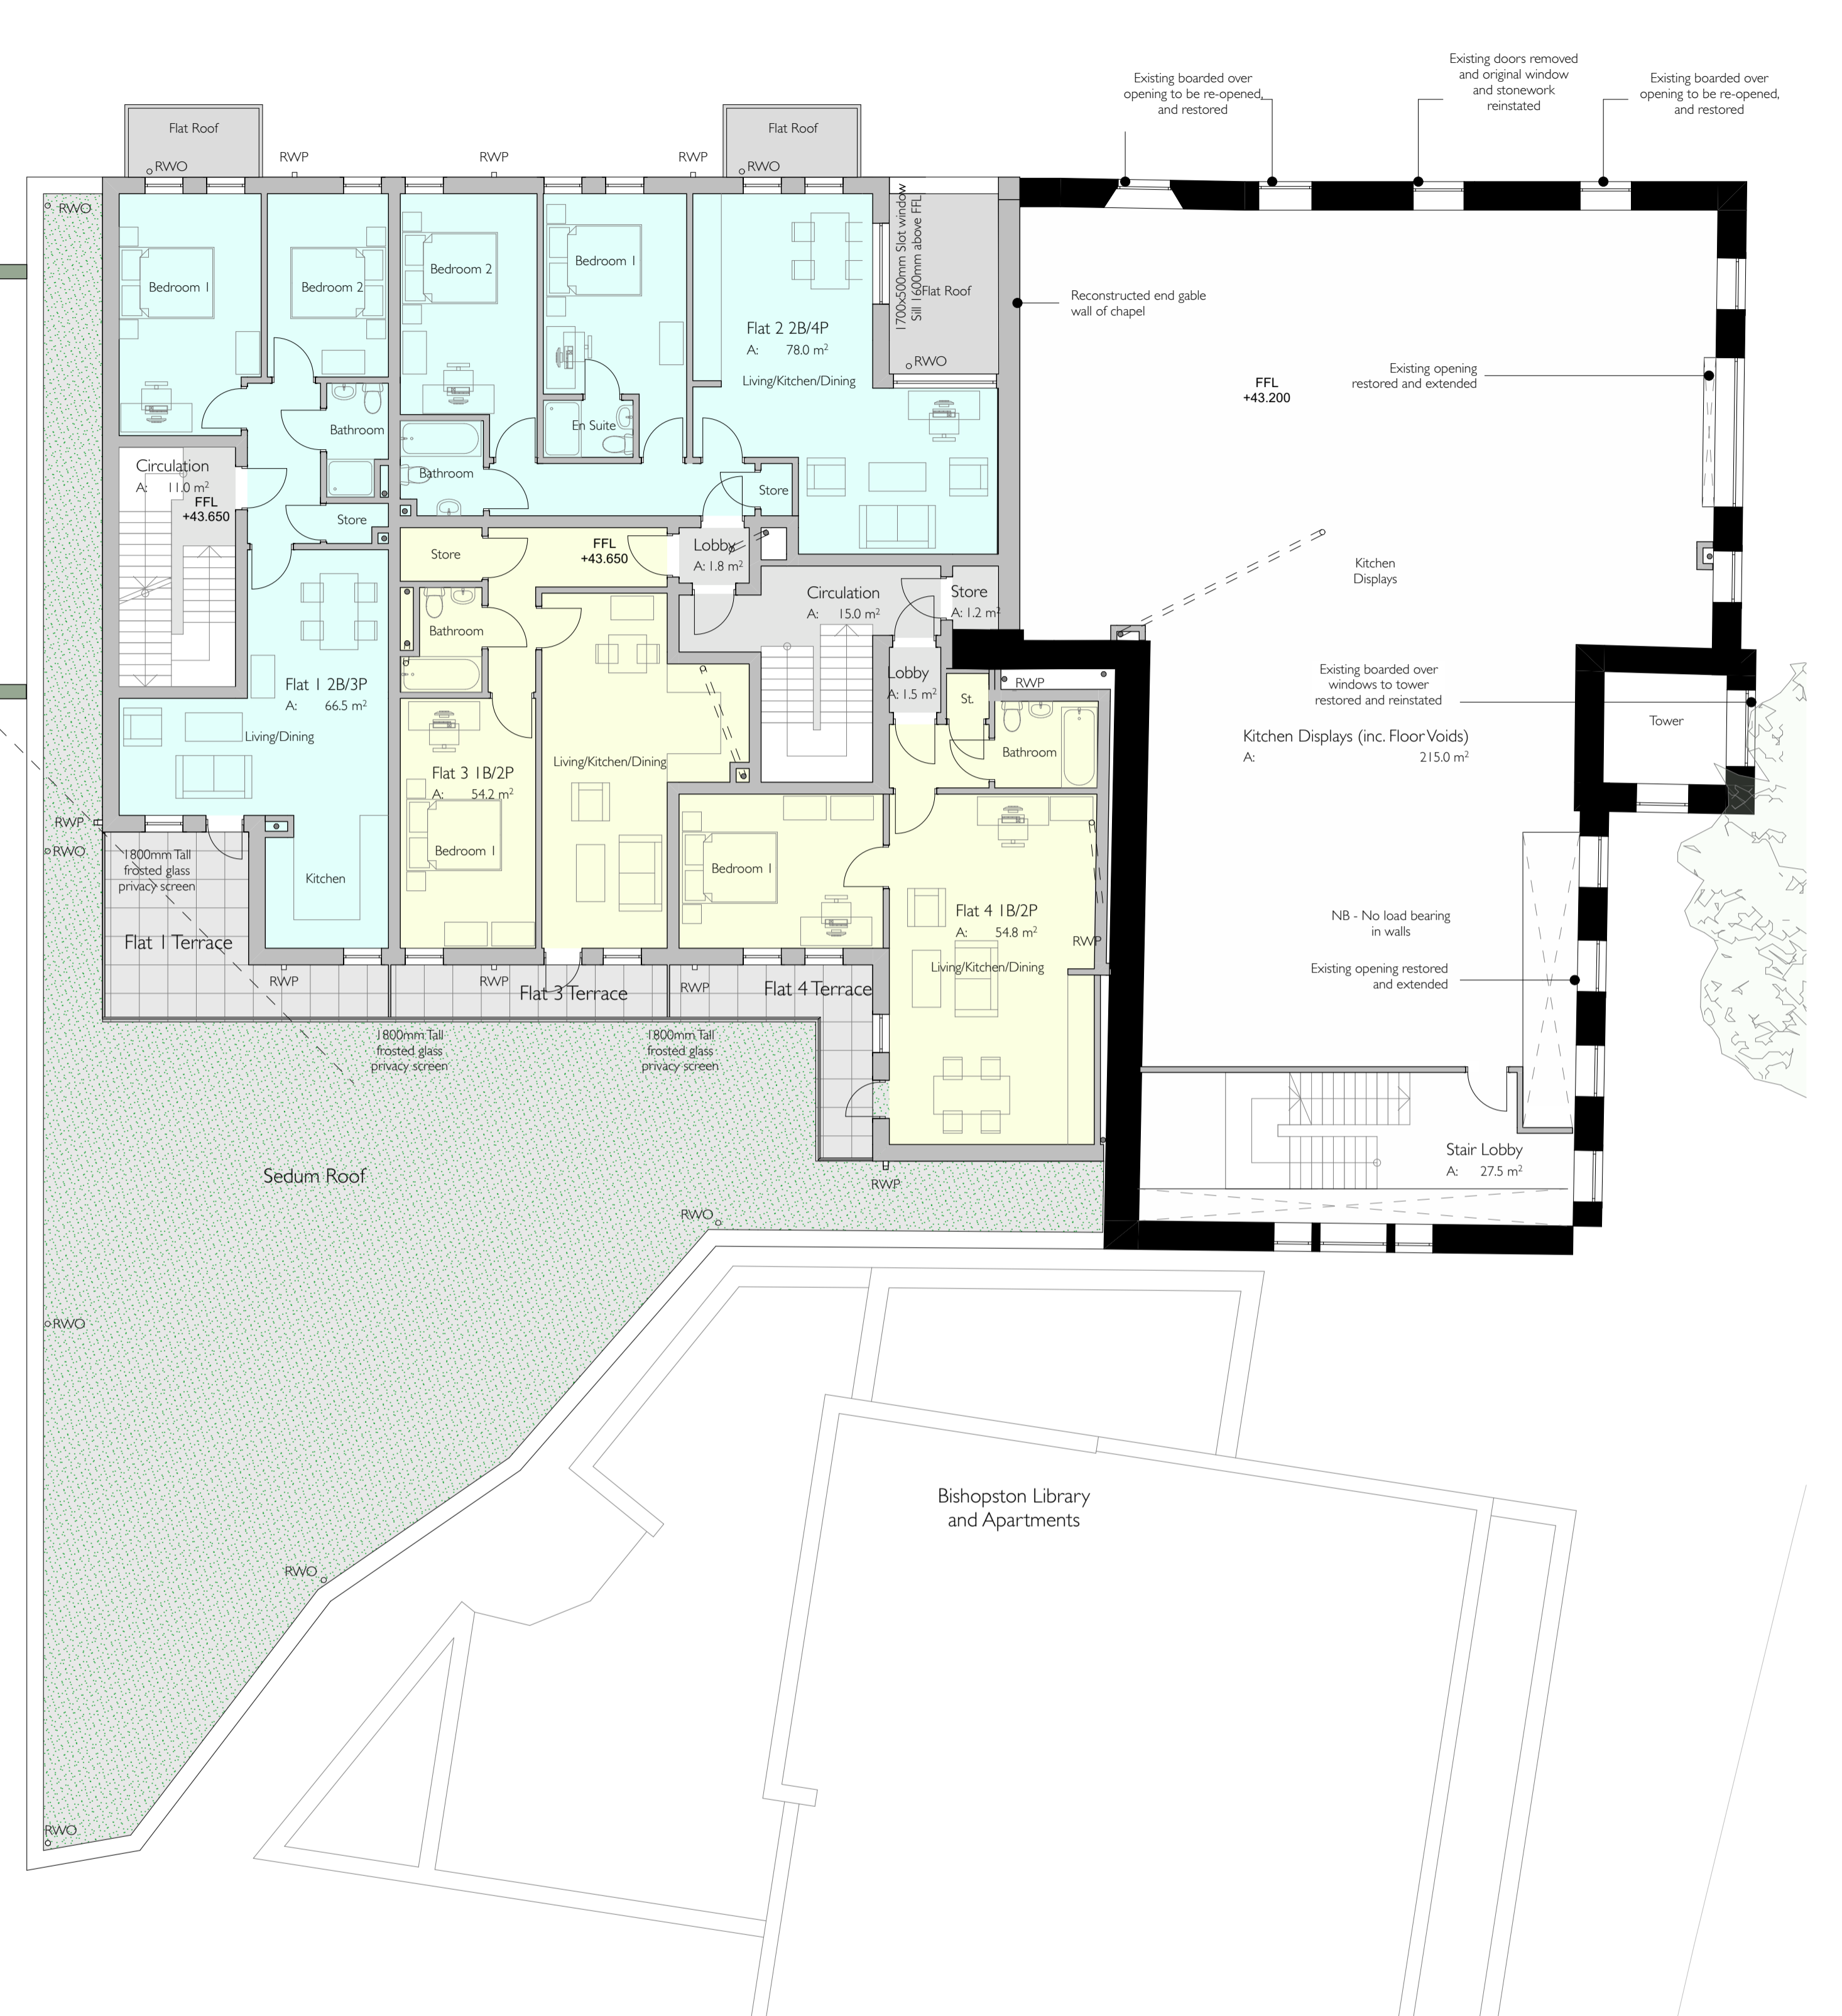 Existing boarded over
opening to be re-opened,
and restored
Existing doors removed
and original window
and stonework
reinstated
Existing boarded over
opening to be re-opened,
and restored
Flat Roof
RWO
RWP
RWP
RWP
Flat Roof
RWO
RWO
Bedroom 1
Bedroom 2
Bedroom 2
Bedroom 1
1700x500mm Slot window
Sill 1600mm above FFL
Flat Roof
RWO
Reconstructed end gable
wall of chapel
Flat 2 2B/4P
A: 78.0 m²
Living/Kitchen/Dining
FFL
+43.200
Existing opening
restored and extended
Bathroom
En Suite
Circulation
A: 11.0 m²
FFL
+43.650
Bathroom
Store
Store
Store
FFL
+43.650
Lobby
A: 1.8 m²
Kitchen
Displays
Circulation
A: 15.0 m²
Store
A: 1.2 m²
Bathroom
Flat 1 2B/3P
A: 66.5 m²
Living/Dining
Lobby
A: 1.5 m²
St.
RWP
Existing boarded over
windows to tower
restored and reinstated
Tower
Kitchen Displays (inc. Floor Voids)
A: 215.0 m²
Bathroom
Living/Kitchen/Dining
Flat 3 1B/2P
A: 54.2 m²
Bedroom 1
RWP
RWO
1800mm Tall
frosted glass
privacy screen
Kitchen
Bedroom 1
Flat 4 1B/2P
A: 54.8 m²
RWP
Living/Kitchen/Dining
NB - No load bearing
in walls
Existing opening restored
and extended
Flat 1 Terrace
RWP
RWP
Flat 3 Terrace
RWP
Flat 4 Terrace
1800mm Tall
frosted glass
privacy screen
1800mm Tall
frosted glass
privacy screen
Stair Lobby
A: 27.5 m²
Sedum Roof
RWP
RWO
RWO
Bishopston Library
and Apartments
RWO
RWO